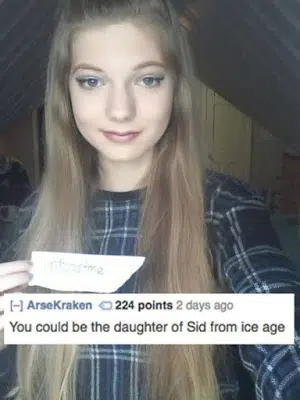 [–] ArseKraken 224 points 2 days ago
You could be the daughter of Sid from ice age